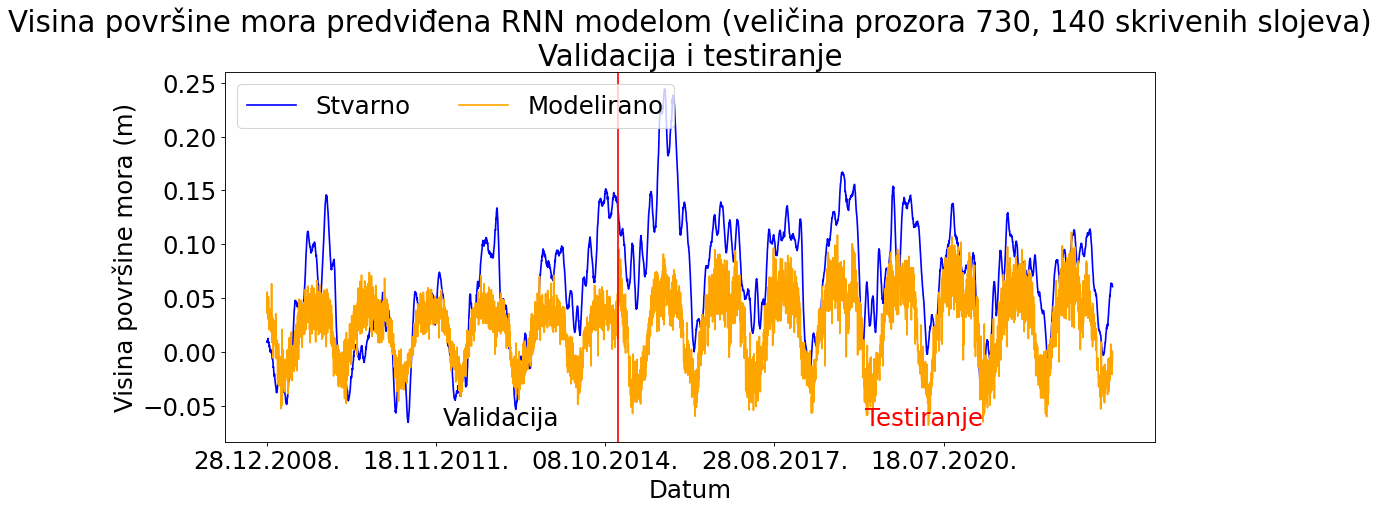 Visina površine mora predviđena RNN modelom (veličina prozora 730, 140 skrivenih slojeva)
Validacija i testiranje
Stvarno Modelirano
Visina površine mora (m)
0.25
0.20
0.15
0.10
0.05
0.00
−0.05
Validacija Testiranje
28.12.2008. 18.11.2011. 08.10.2014. 28.08.2017. 18.07.2020.
Datum